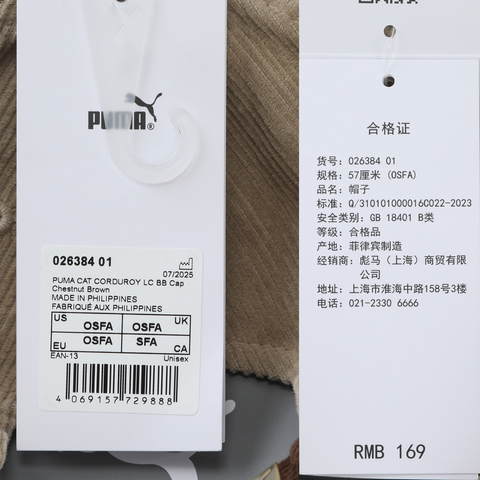 PUMA
026384 01
07/2025
PUMA CAT CORDUROY LC BB Cap
Chestnut Brown
MADE IN PHILIPPINES
FABRIQUÉ AUX PHILIPPINES
US OSFA OSFA UK
EU OSFA SFA CA
EAN-13 Unisex
4 069157 729888
合格证
货号: 026384 01
规格: 57厘米 (OSFA)
品名: 帽子
标准: Q/310101000016C022-2023
安全类别: GB 18401 B类
等级: 合格品
产地: 菲律宾制造
经销商: 彪马（上海）商贸有限
公司
地址: 上海市淮海中路158号3楼
电话: 021-2330 6666
RMB 169